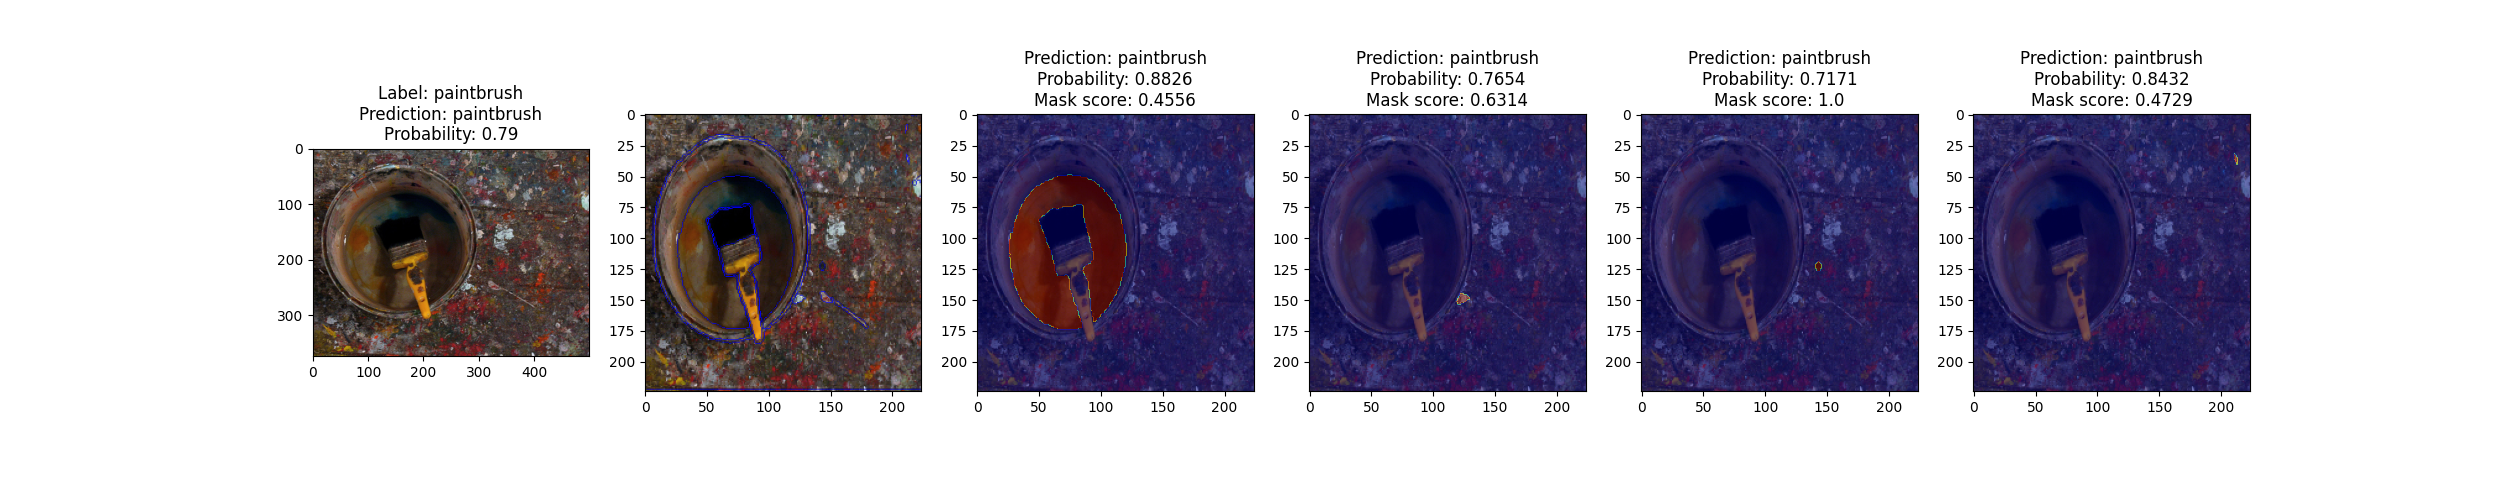 Label: paintbrush
Prediction: paintbrush
Probability: 0.79
0
100
200
300
0 100 200 300 400
0
25
50
75
100
125
150
175
200
0 50 100 150 200
Prediction: paintbrush
Probability: 0.8826
Mask score: 0.4556
0
25
50
75
100
125
150
175
200
0 50 100 150 200
Prediction: paintbrush
Probability: 0.7654
Mask score: 0.6314
0
25
50
75
100
125
150
175
200
0 50 100 150 200
Prediction: paintbrush
Probability: 0.7171
Mask score: 1.0
0
25
50
75
100
125
150
175
200
0 50 100 150 200
Prediction: paintbrush
Probability: 0.8432
Mask score: 0.4729
0
25
50
75
100
125
150
175
200
0 50 100 150 200